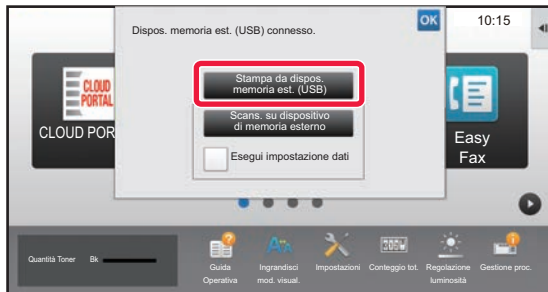 Dispos. memoria est. (USB) connesso.
OK
10:15
Stampa da dispos.
memoria est. (USB)
CLOUD
PORTAL
Scans. su dispositivo
di memoria esterno
CLOUD POR
Easy
Fax
Esegui impostazione dati
Quantità Toner Bk
Guida
Operativa
Ingrandisci
mod. visual.
Impostazioni
Conteggio tot.
Regolazione
luminosità
Gestione proc.